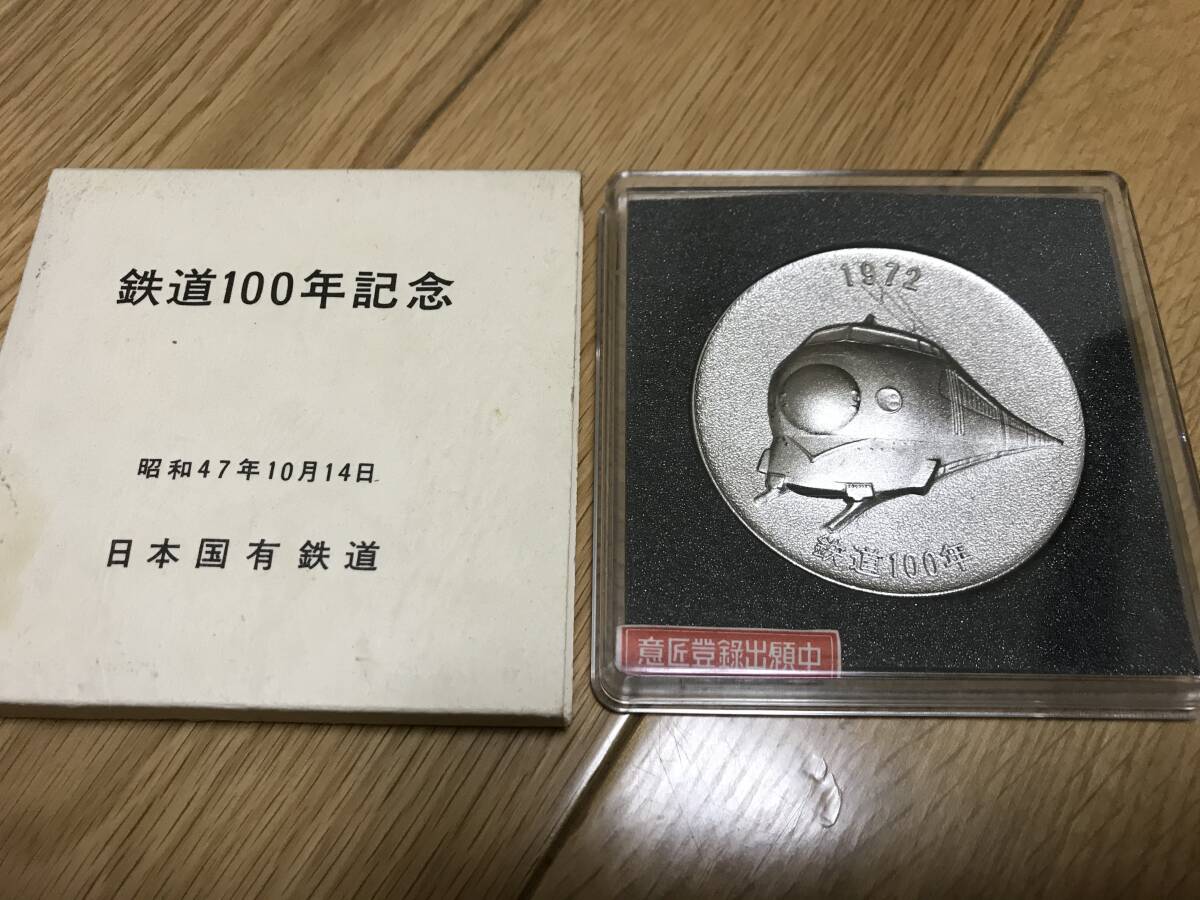 鉄道100年記念
昭和47年10月14日
日本国有鉄道
1972
鉄道100年
意匠登録出願中